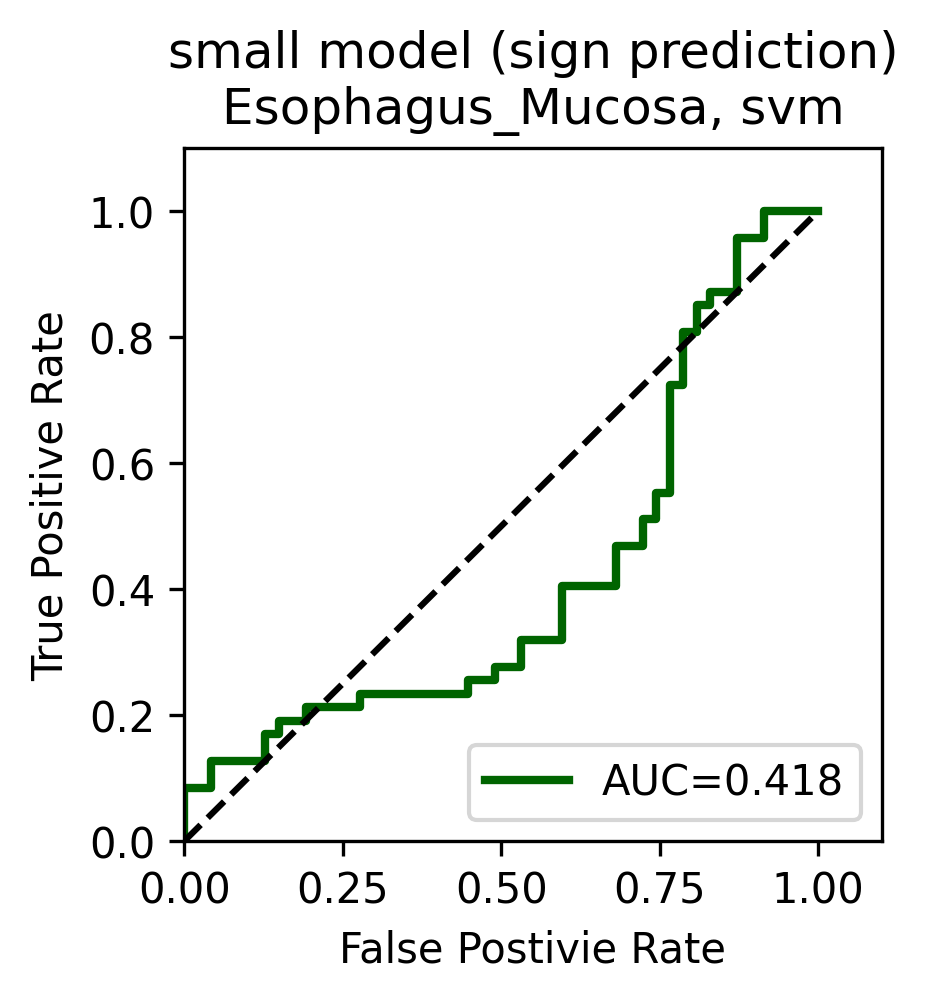 small model (sign prediction)
Esophagus_Mucosa, svm
1.0
0.8
0.6
0.4
0.2
0.0
True Positive Rate
AUC=0.418
0.00 0.25 0.50 0.75 1.00
False Postivie Rate